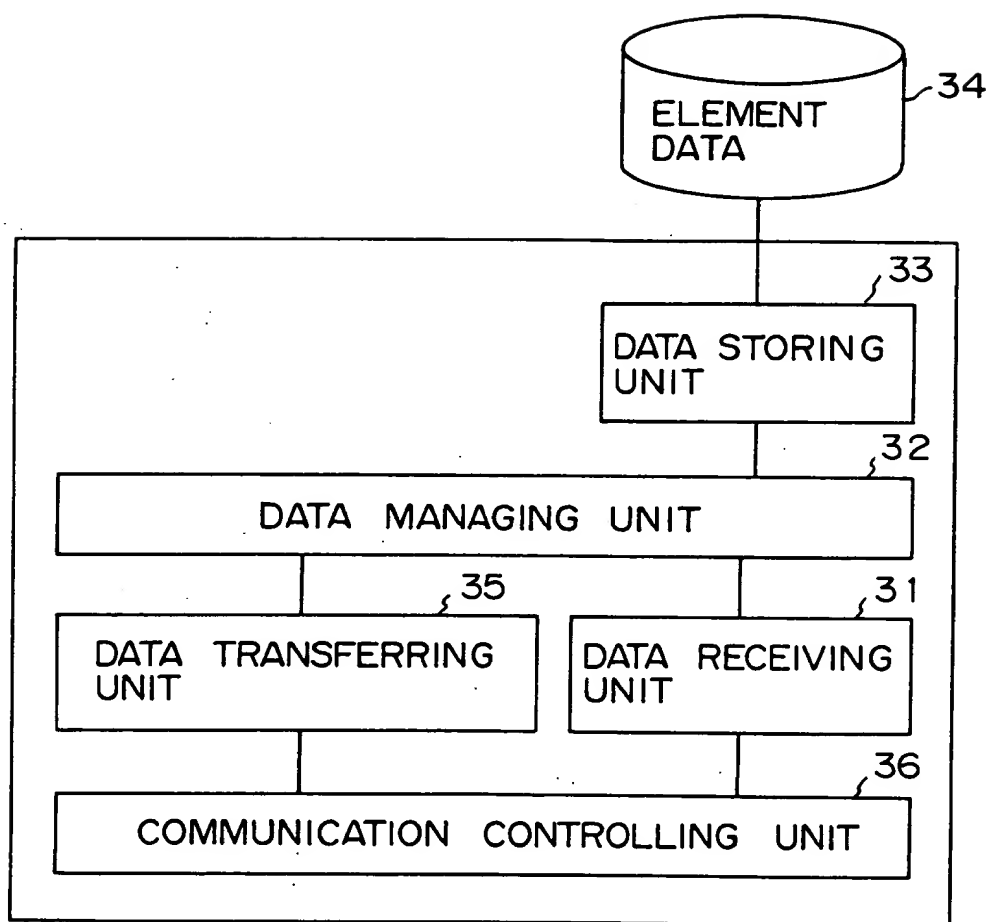 ELEMENT
DATA
34
33
DATA STORING
UNIT
32
DATA MANAGING UNIT
35
DATA TRANSFERRING
UNIT
31
DATA RECEIVING
UNIT
36
COMMUNICATION CONTROLLING UNIT